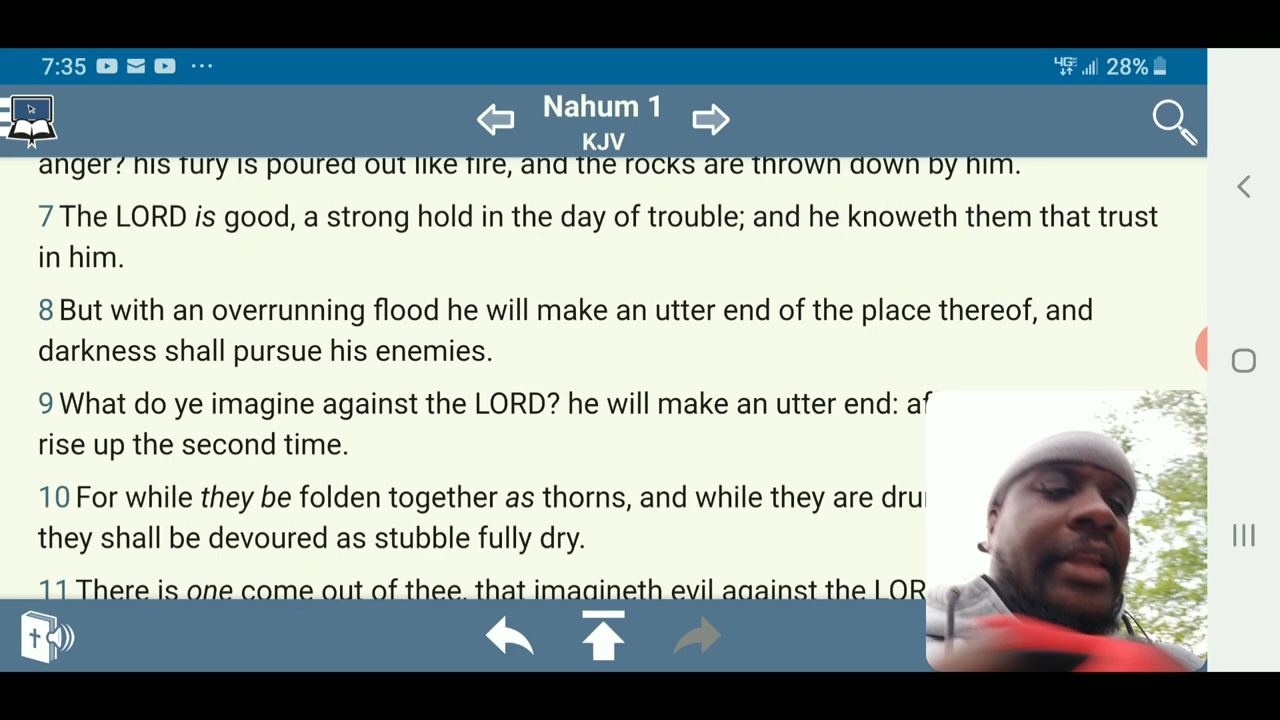 7:35 ... 4GE 28%
Nahum 1
KJV
anger? his fury is poured out like fire, and the rocks are thrown down by him.
7 The LORD is good, a strong hold in the day of trouble; and he knoweth them that trust
in him.
8 But with an overrunning flood he will make an utter end of the place thereof, and
darkness shall pursue his enemies.
9 What do ye imagine against the LORD? he will make an utter end:
rise up the second time.
10 For while they be folden together as thorns, and while they are
they shall be devoured as stubble fully dry.
11 There is one come out of thee, that imagineth evil against the